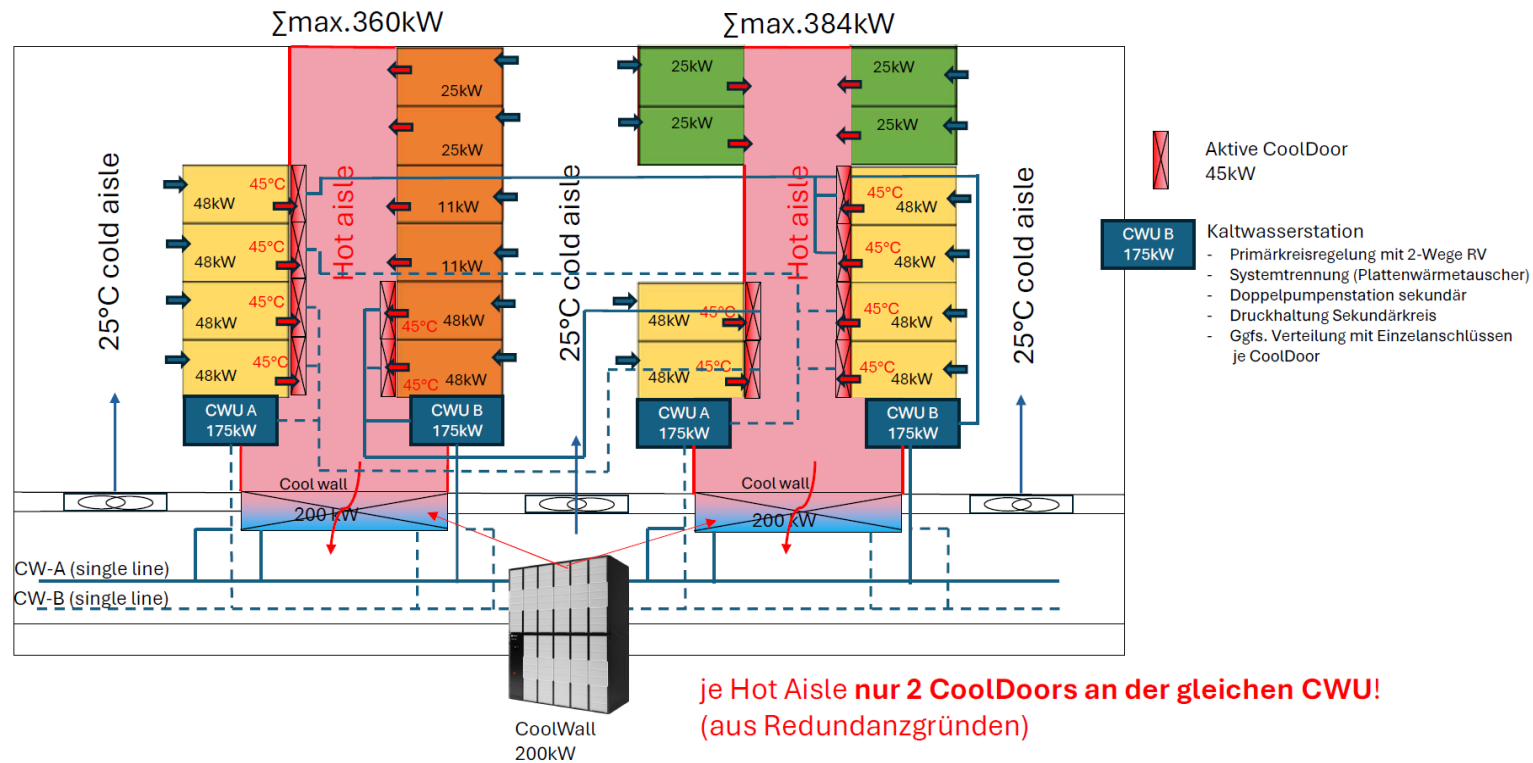 ∑max.360kW
∑max.384kW
25kW
25kW
11kW
11kW
48kW
48kW
45°C
45°C
48kW
48kW
48kW
48kW
45°C
45°C
45°C
45°C
Hot aisle
25°C cold aisle
25°C cold aisle
25°C cold aisle
25kW
25kW
25kW
25kW
Hot aisle
48kW
48kW
45°C
45°C
48kW
48kW
48kW
48kW
45°C
45°C
45°C
45°C
CWU A
175kW
CWU B
175kW
CWU A
175kW
CWU B
175kW
Cool wall
200 kW
Cool wall
200 kW
CW-A (single line)
CW-B (single line)
CoolWall
200kW
Aktive CoolDoor
45kW
CWU B
175kW
Kaltwasserstation
- Primärkreisregelung mit 2-Wege RV
- Systemtrennung (Plattenwärmetauscher)
- Doppelpumpenstation sekundär
- Druckhaltung Sekundärkreis
- Ggfs. Verteilung mit Einzelanschlüssen
je CoolDoor
je Hot Aisle nur 2 CoolDoors an der gleichen CWU!
(aus Redundanzgründen)